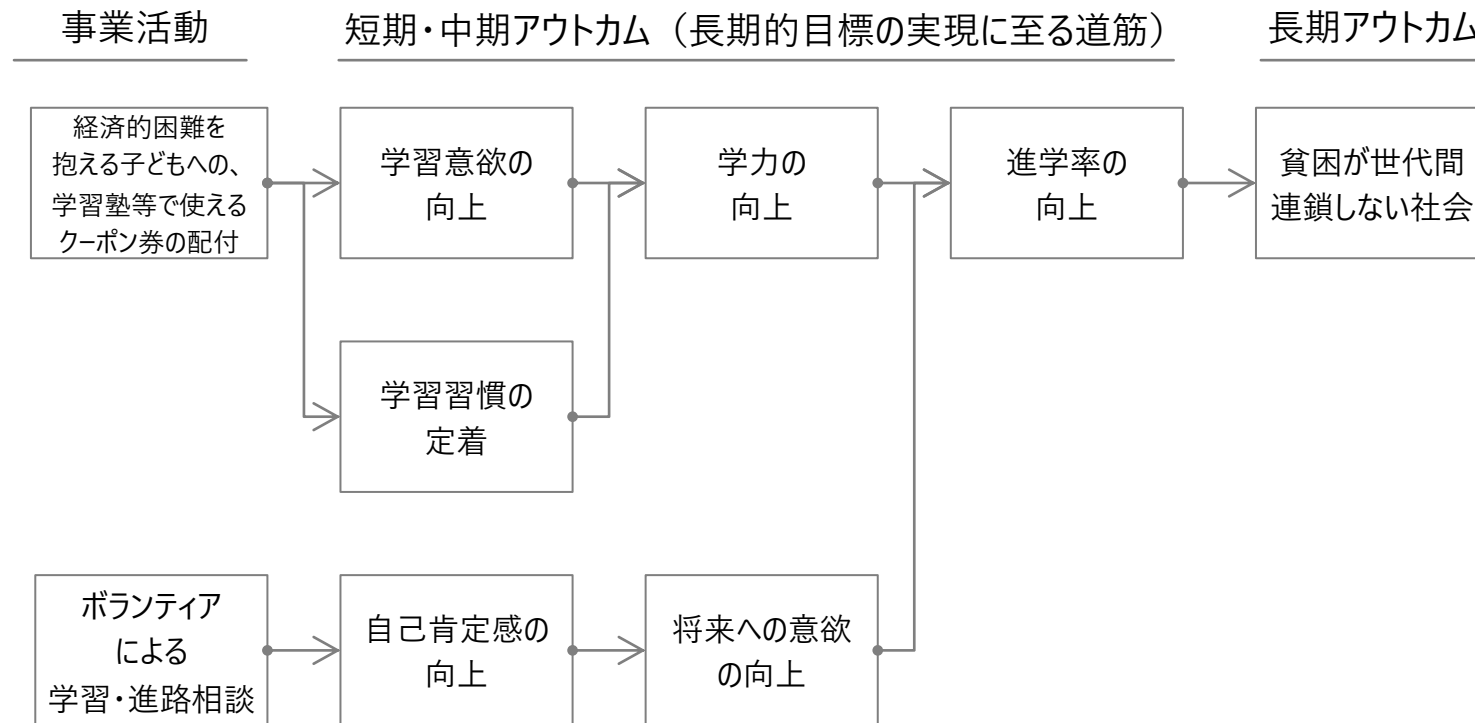 事業活動
短期・中期アウトカム（長期的目標の実現に至る道筋）
長期アウトカム
経済的困難を
抱える子どもへの、
学習塾等で使える
クーポン券の配付
学習意欲の
向上
学力の
向上
進学率の
向上
貧困が世代間
連鎖しない社会
学習習慣の
定着
ボランティア
による
学習・進路相談
自己肯定感の
向上
将来への意欲
の向上